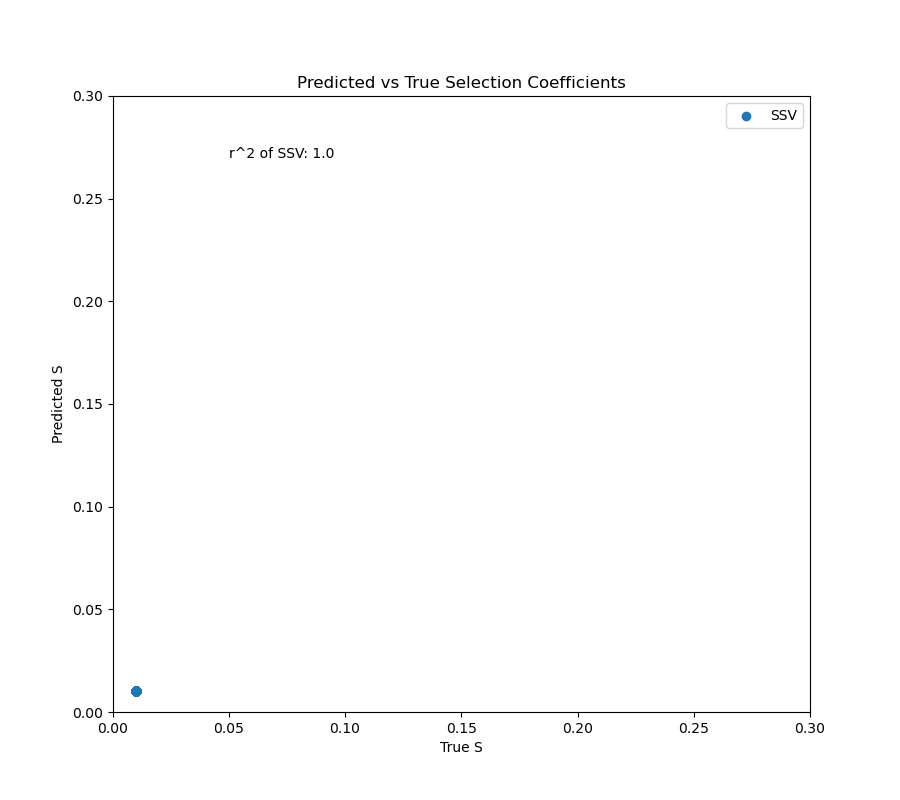 Predicted vs True Selection Coefficients
0.30
SSV
r^2 of SSV: 1.0
0.25
0.20
0.15
0.10
0.05
0.00
Predicted S
0.00 0.05 0.10 0.15 0.20 0.25 0.30
True S